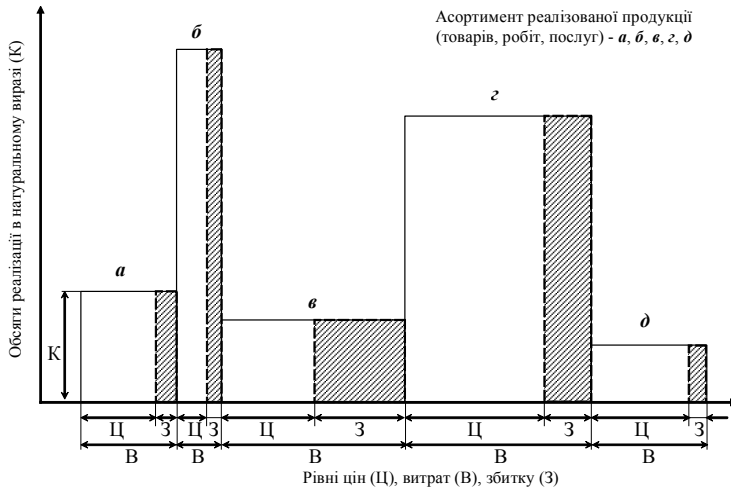 Асортимент реалізованої продукції
(товарів, робіт, послуг) - а, б, в, г, д
Обсяги реалізації в натуральному виразі (К)
б
г
а
в
д
К
Ц З Ц З Ц З Ц З Ц З
В В В В В
Рівні цін (Ц), витрат (В), збитку (З)